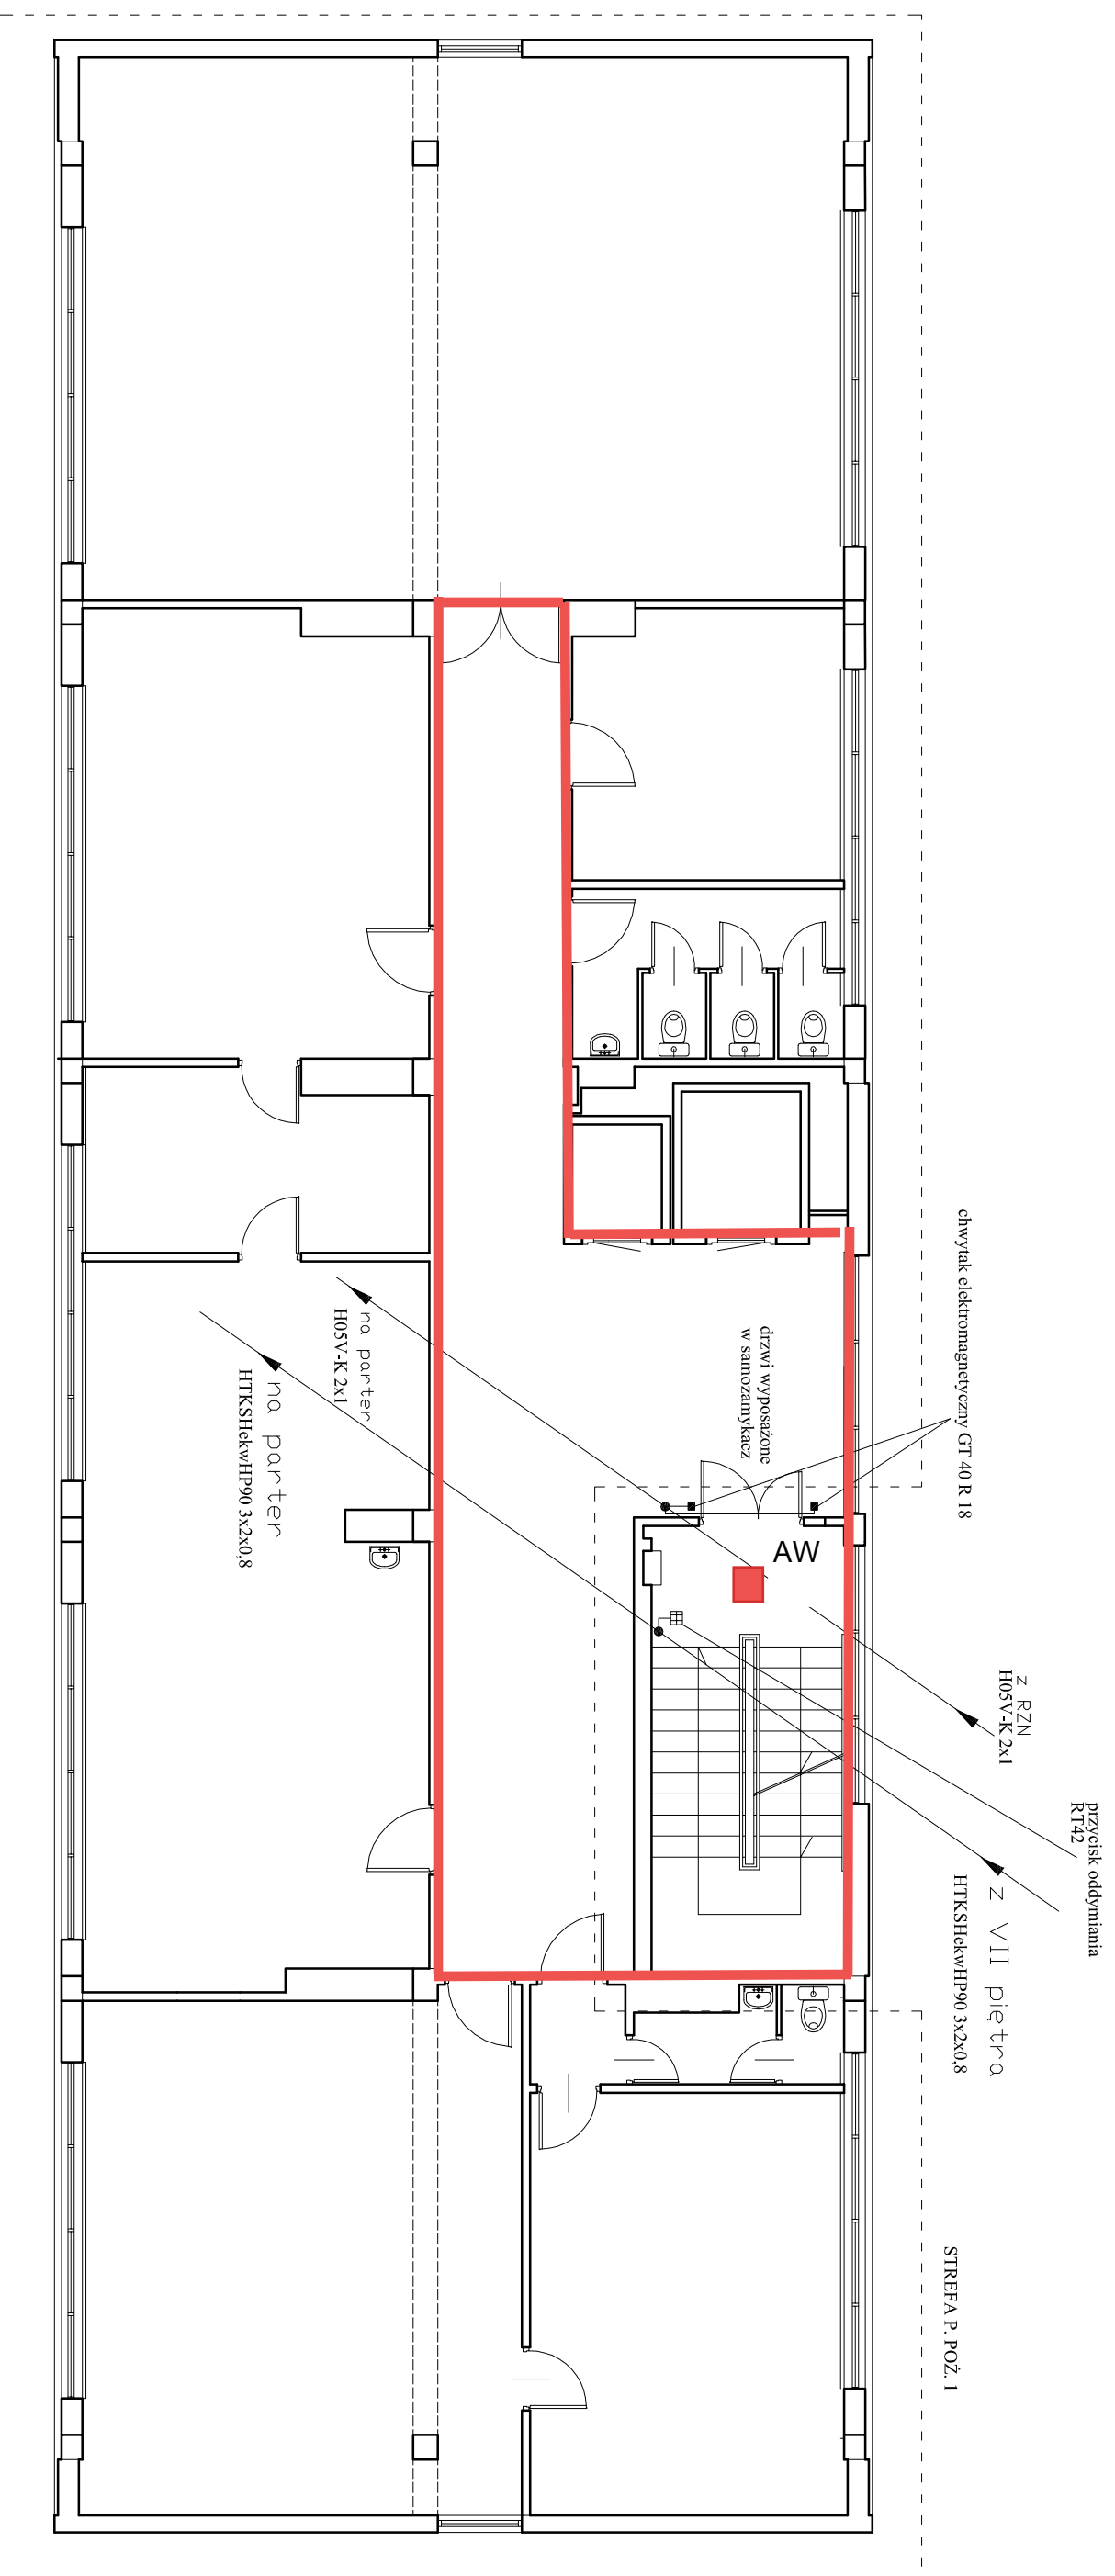 chwytak elektromagnetyczny GT 40 R 18
drzwi wyposażone
w samozamykacz
na parter
H05V-K 2x1
na parter
HTKSHekwHP90 3x2x0,8
AW
z RZN
H05V-K 2x1
przycisk oddymiania
RT42
z VII piętra
HTKSHekwHP90 3x2x0,8
STREFA P. POŻ. 1